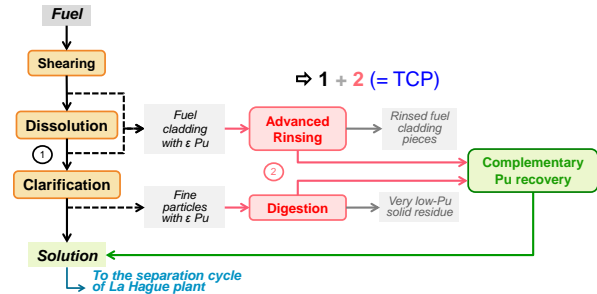 Fuel
Shearing
⇨ 1 + 2 (= TCP)
Dissolution
Fuel
cladding
with ε Pu
Advanced
Rinsing
Rinsed fuel
cladding
pieces
1
2
Complementary
Pu recovery
Clarification
Fine
particles
with ε Pu
Digestion
Very low-Pu
solid residue
Solution
To the separation cycle
of La Hague plant